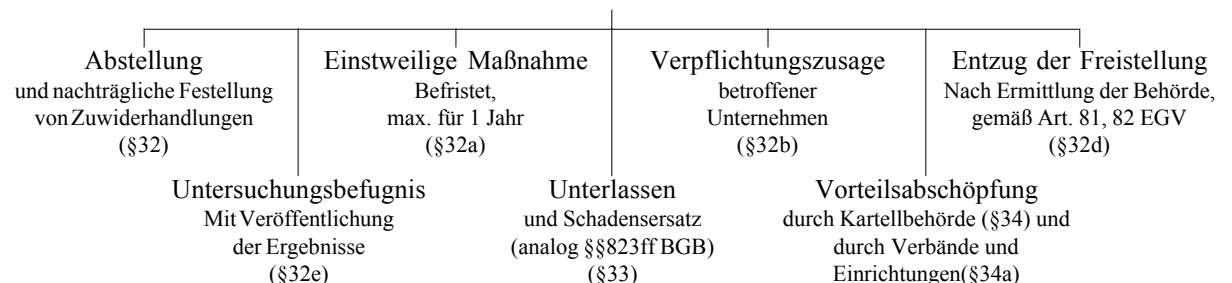 Abstellung
und nachträgliche Festellung
von Zuwiderhandlungen
(§32)
Einstweilige Maßnahme
Befristet,
max. für 1 Jahr
(§32a)
Verpflichtungszusage
betroffener
Unternehmen
(§32b)
Entzug der Freistellung
Nach Ermittlung der Behörde,
gemäß Art. 81, 82 EGV
(§32d)
Untersuchungsbefugnis
Mit Veröffentlichung
der Ergebnisse
(§32e)
Unterlassen
und Schadensersatz
(analog §§823ff BGB)
(§33)
Vorteilsabschöpfung
durch Kartellbehörde (§34) und
durch Verbände und
Einrichtungen(§34a)